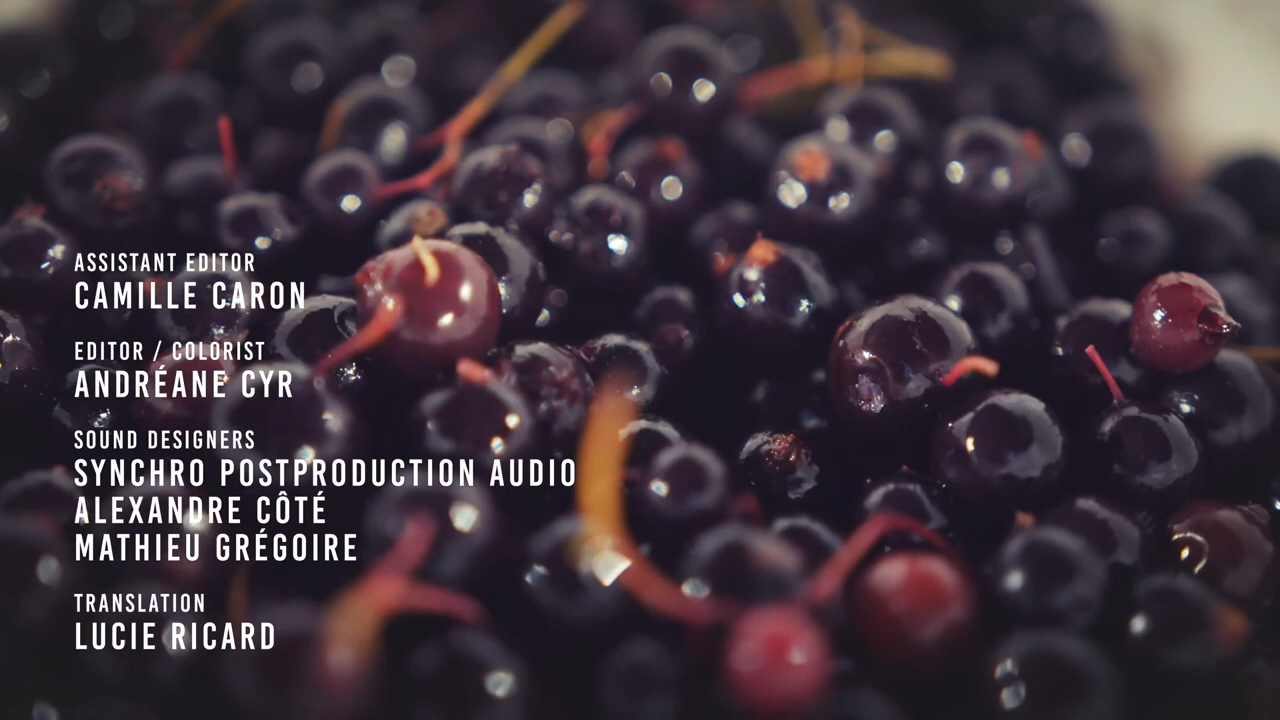 ASSISTANT EDITOR
CAMILLE CARON
EDITOR / COLORIST
ANDRÉANE CYR
SOUND DESIGNERS
SYNCHRO POSTPRODUCTION AUDIO
ALEXANDRE CÔTÉ
MATHIEU GRÉGOIRE
TRANSLATION
LUCIE RICARD